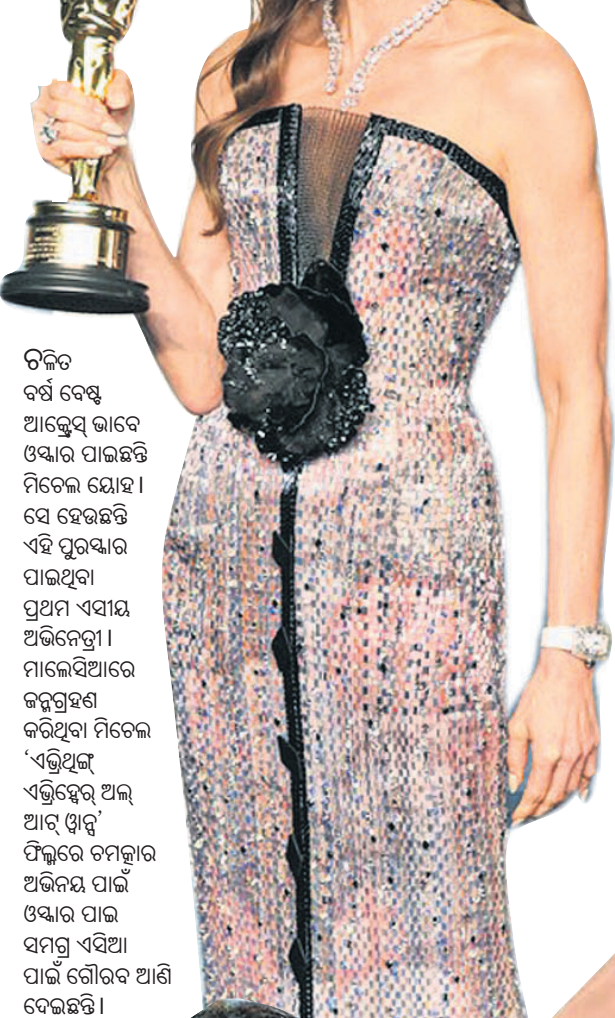 ଚଳିତ
ବର୍ଷ ବେଷ୍ଟ
ଆକ୍ଟ୍ରେସ୍ ଭାବେ
ଓସ୍କାର ପାଇଛନ୍ତି
ମିଚେଲ ୟୋହ।
ସେ ହେଉଛନ୍ତି
ଏହି ପୁରସ୍କାର
ପାଇଥିବା
ପ୍ରଥମ ଏସୀୟ
ଅଭିନେତ୍ରୀ।
ମାଲେସିଆରେ
ଜନ୍ମଗ୍ରହଣ
କରିଥିବା ମିଚେଲ
‘ଏଭ୍ରିଥିଙ୍ଗ୍
ଏଭ୍ରିହ୍ବେର୍ ଅଲ୍
ଆଟ୍ ୱାନ୍ସ’
ଫିଲ୍ମରେ ଚମତ୍କାର
ଅଭିନୟ ପାଇଁ
ଓସ୍କାର ପାଇ
ସମଗ୍ର ଏସିଆ
ପାଇଁ ଗୌରବ ଆଣି
ଦେଇଛନ୍ତି।